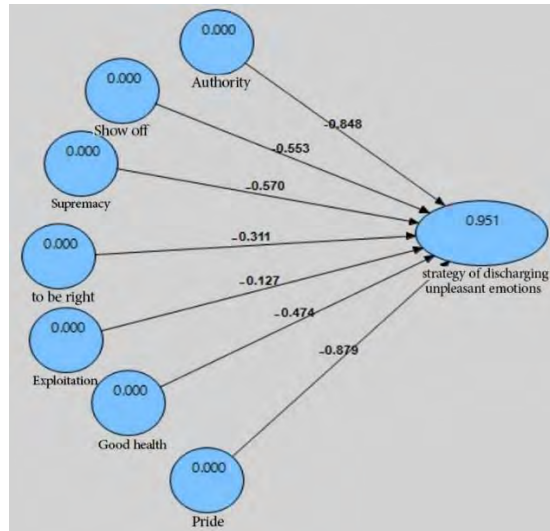 0.000
Authority
-0.848
0.000
Show off
-0.553
0.000
Supremacy
-0.570
0.951
strategy of discharging
unpleasant emotions
0.000
to be right
-0.311
0.000
Exploitation
-0.127
0.000
Good health
-0.474
0.000
Pride
-0.879